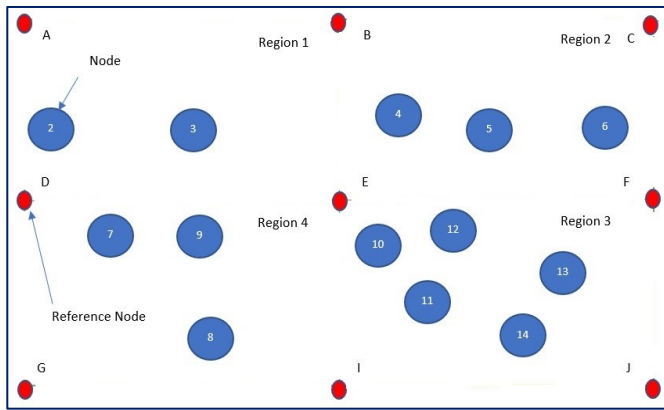 A
B
C
Region 1
Region 2
Node
2
3
4
5
6
D
E
F
Region 4
Region 3
7
9
10
12
13
11
14
8
Reference Node
G
I
J